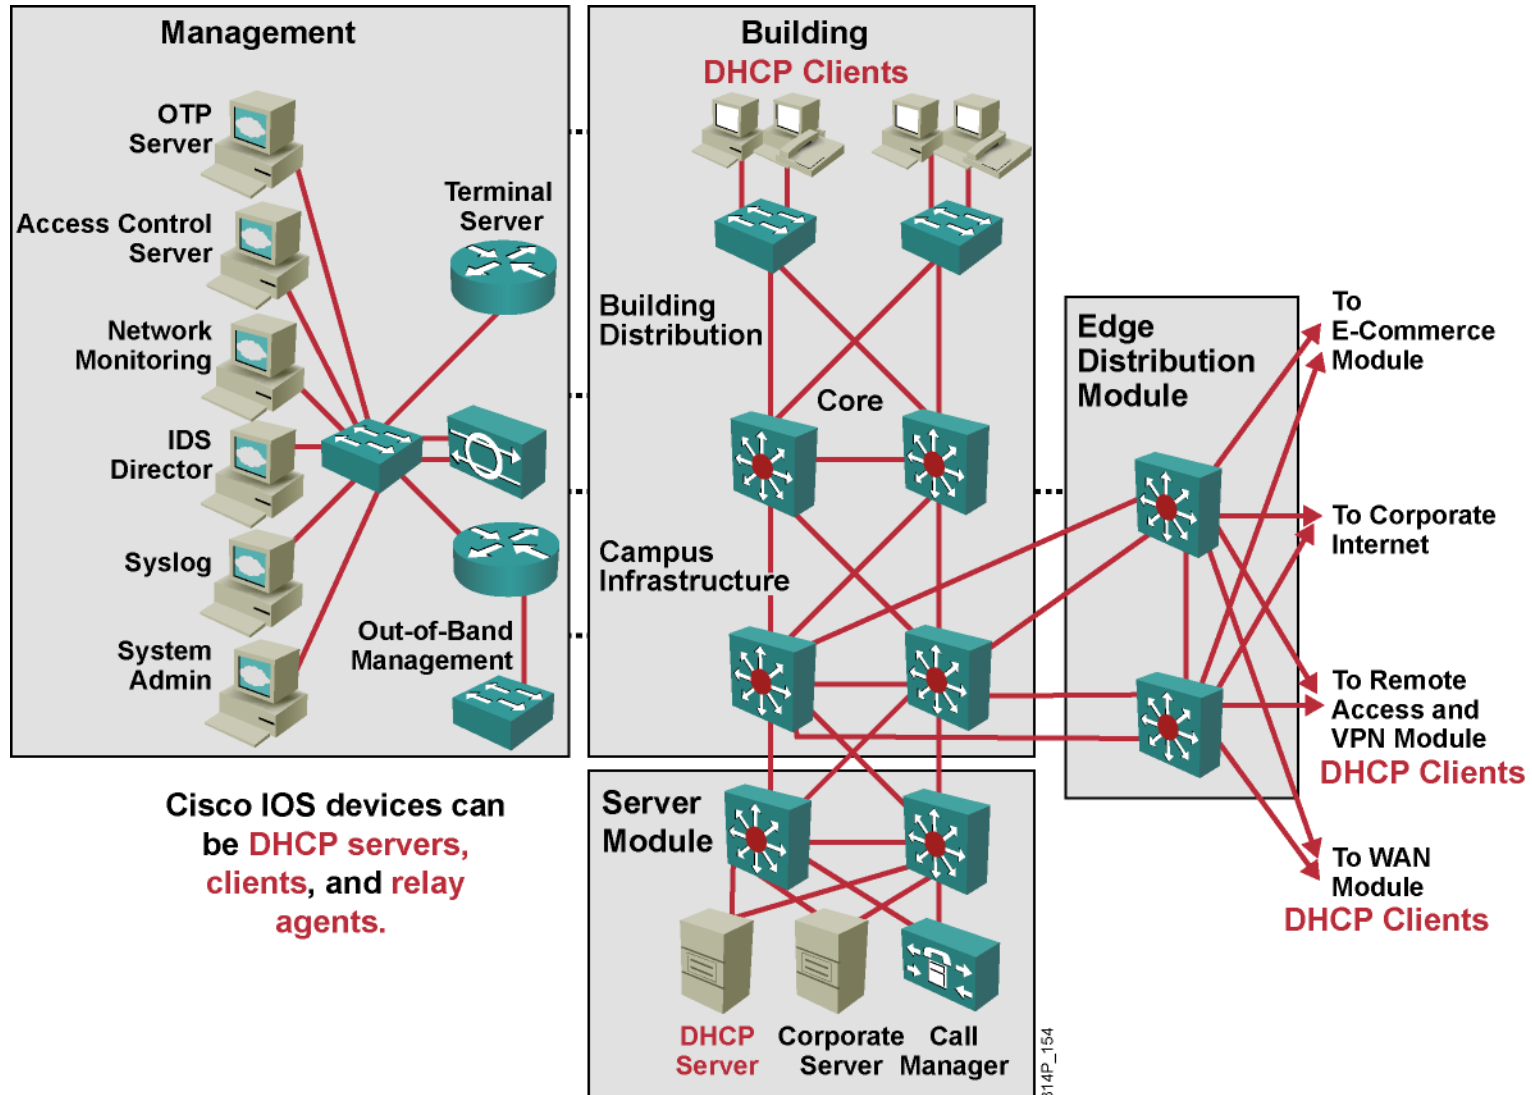 Management
OTP
Server
Access Control
Server
Network
Monitoring
IDS
Director
Syslog
System
Admin
Terminal
Server
Out-of-Band
Management
Cisco IOS devices can
be DHCP servers,
clients, and relay
agents.
Building
DHCP Clients
Building
Distribution
Core
Campus
Infrastructure
Server
Module
DHCP
Server
Corporate
Server
Call
Manager
314P_154
Edge
Distribution
Module
To
E-Commerce
Module
To Corporate
Internet
To Remote
Access and
VPN Module
DHCP Clients
To WAN
Module
DHCP Clients